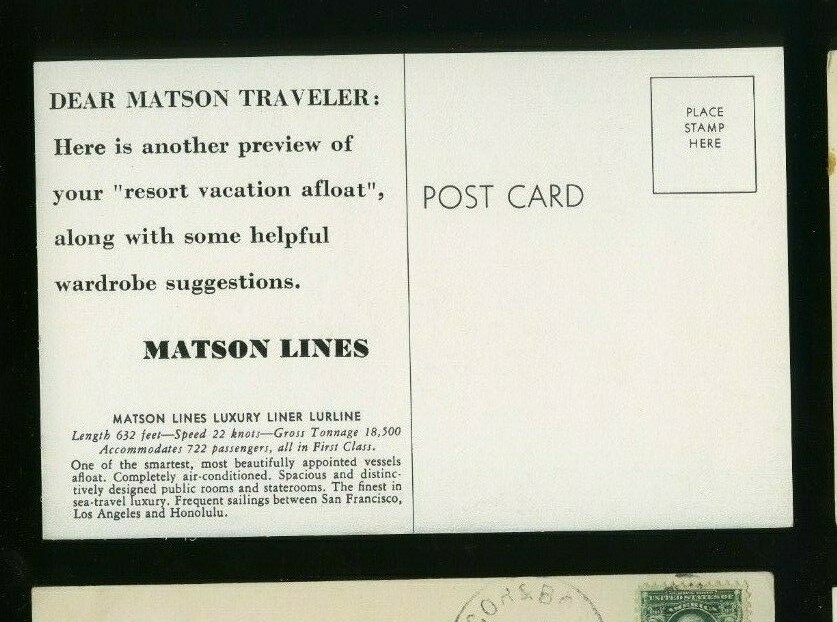 DEAR MATSON TRAVELER:
Here is another preview of
your "resort vacation afloat",
along with some helpful
wardrobe suggestions.
MATSON LINES
MATSON LINES LUXURY LINER LURLINE
Length 632 feet—Speed 22 knots—Gross Tonnage 18,500
Accommodates 722 passengers, all in First Class.
One of the smartest, most beautifully appointed vessels
afloat. Completely air-conditioned. Spacious and distinc-
tively designed public rooms and staterooms. The finest in
sea-travel luxury. Frequent sailings between San Francisco,
Los Angeles and Honolulu.
POST CARD
PLACE
STAMP
HERE
UNITED STATES OF
AMERICA